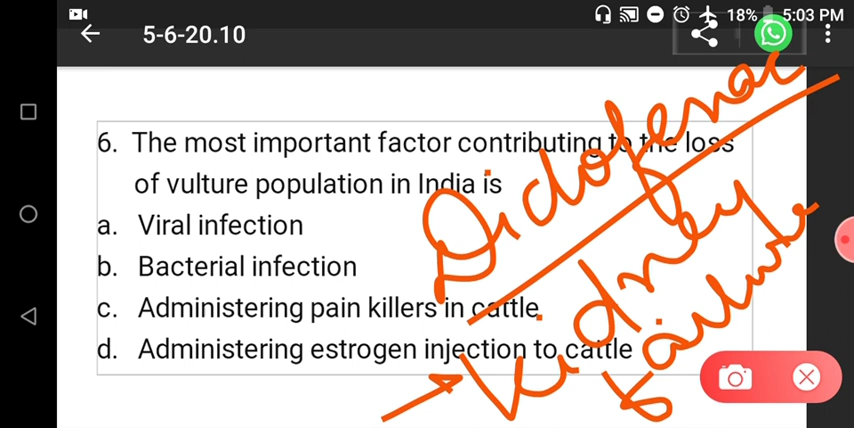 18% 5:03 PM
5-6-20.10
6. The most important factor contributing to the loss
of vulture population in India is
a. Viral infection
b. Bacterial infection
c. Administering pain killers in cattle.
d. Administering estrogen injection to cattle
Diclofenac
Kidney
failure